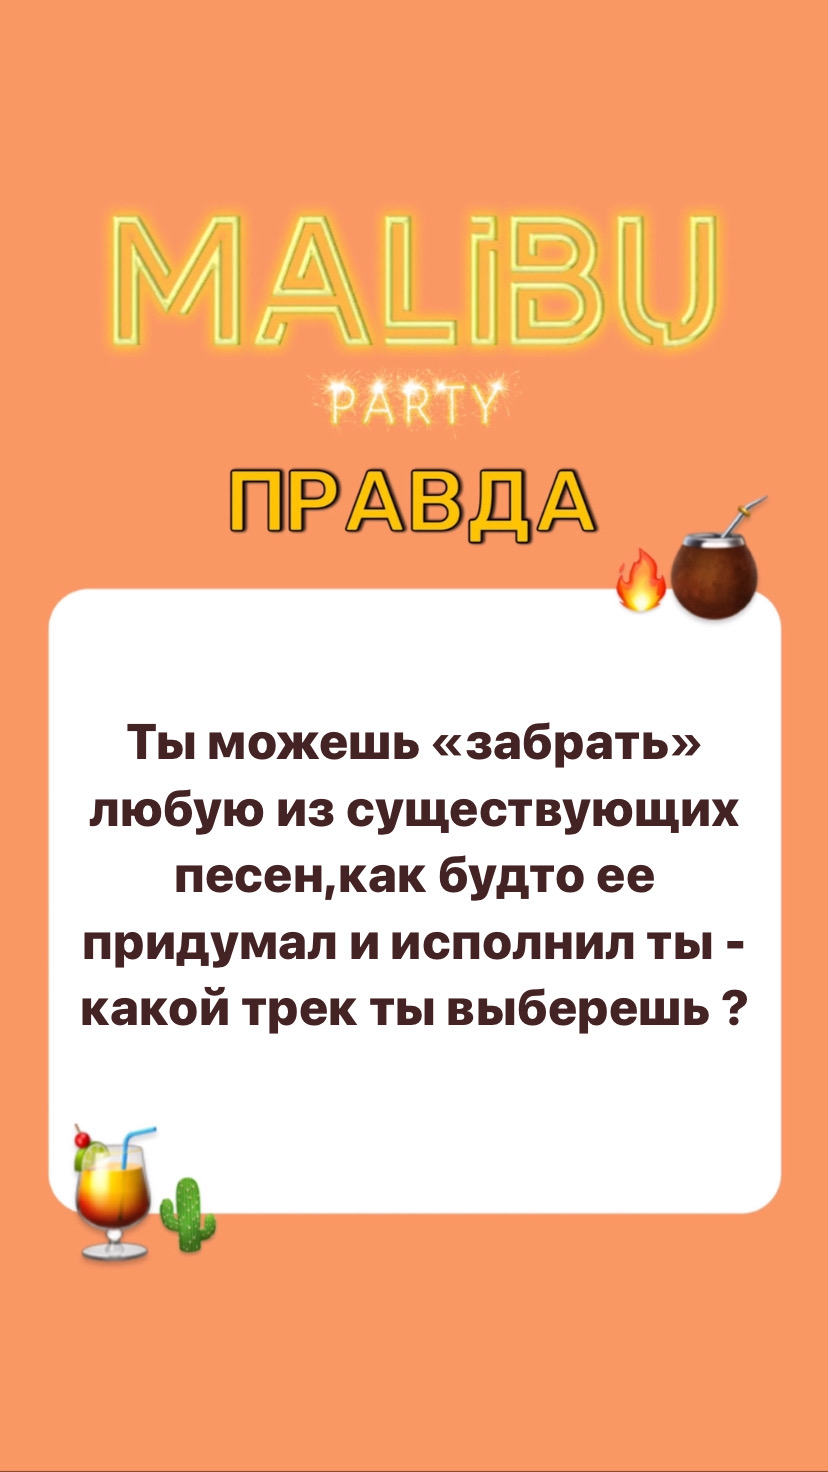 MALIBU
PARTY
ПРАВДА
Ты можешь «забрать»
любую из существующих
песен,как будто ее
придумал и исполнил ты -
какой трек ты выберешь ?